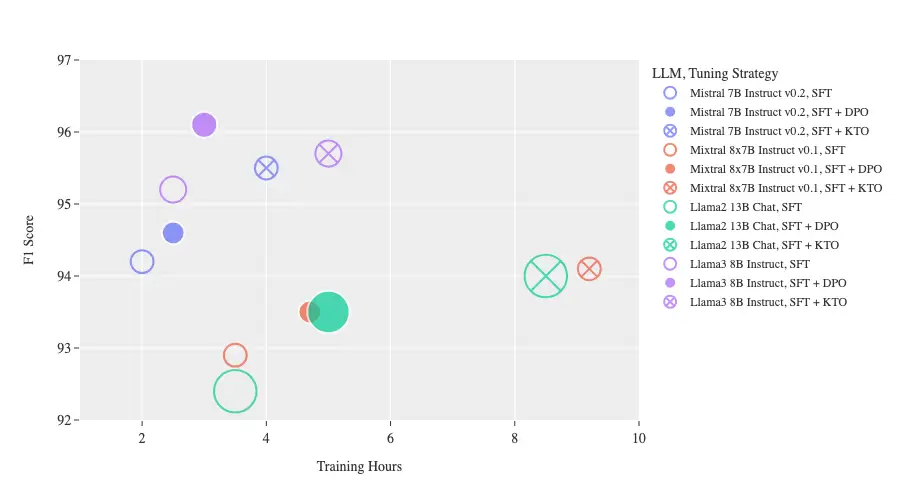 97
96
95
94
93
92
F1 Score
2
4
6
8
10
Training Hours
LLM, Tuning Strategy
Mistral 7B Instruct v0.2, SFT
Mistral 7B Instruct v0.2, SFT + DPO
Mistral 7B Instruct v0.2, SFT + KTO
Mixtral 8x7B Instruct v0.1, SFT
Mixtral 8x7B Instruct v0.1, SFT + DPO
Mixtral 8x7B Instruct v0.1, SFT + KTO
Llama2 13B Chat, SFT
Llama2 13B Chat, SFT + DPO
Llama2 13B Chat, SFT + KTO
Llama3 8B Instruct, SFT
Llama3 8B Instruct, SFT + DPO
Llama3 8B Instruct, SFT + KTO